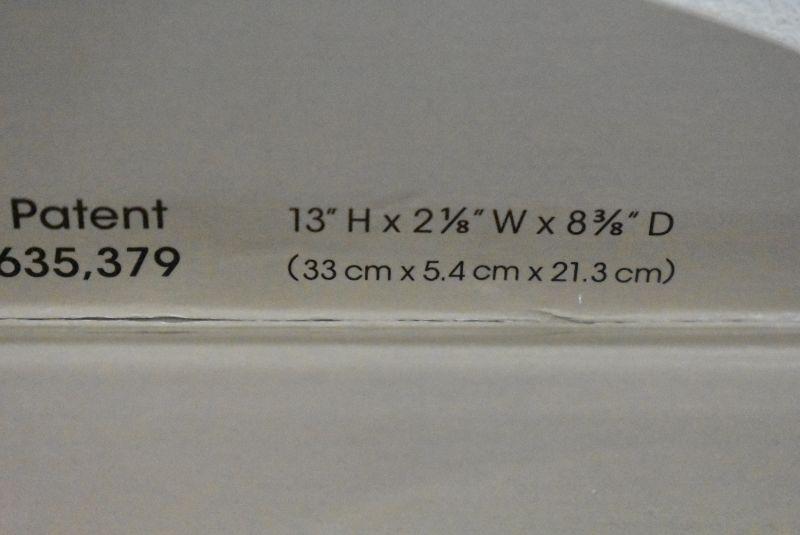 Patent
635,379
13" H x 2⅛" W x 8⅜" D
(33 cm x 5.4 cm x 21.3 cm)